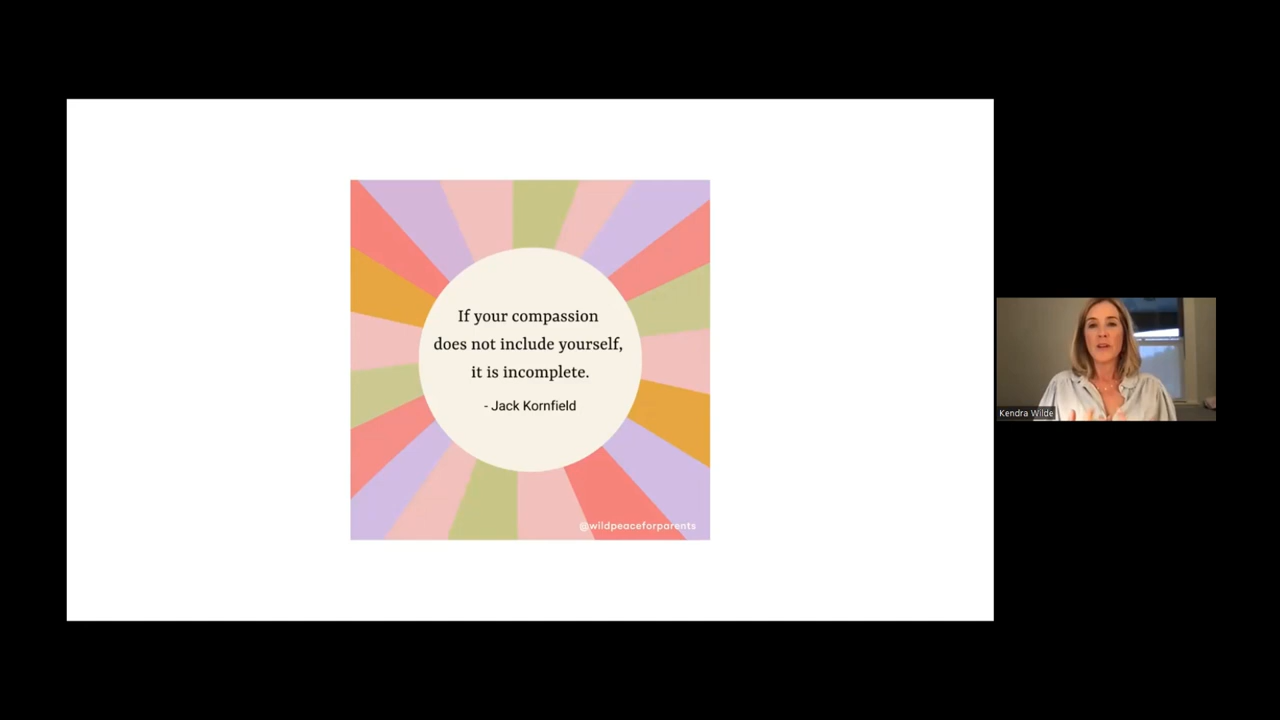 If your compassion
does not include yourself,
it is incomplete.
- Jack Kornfield
@wildpeaceforparents
Kendra Wilde